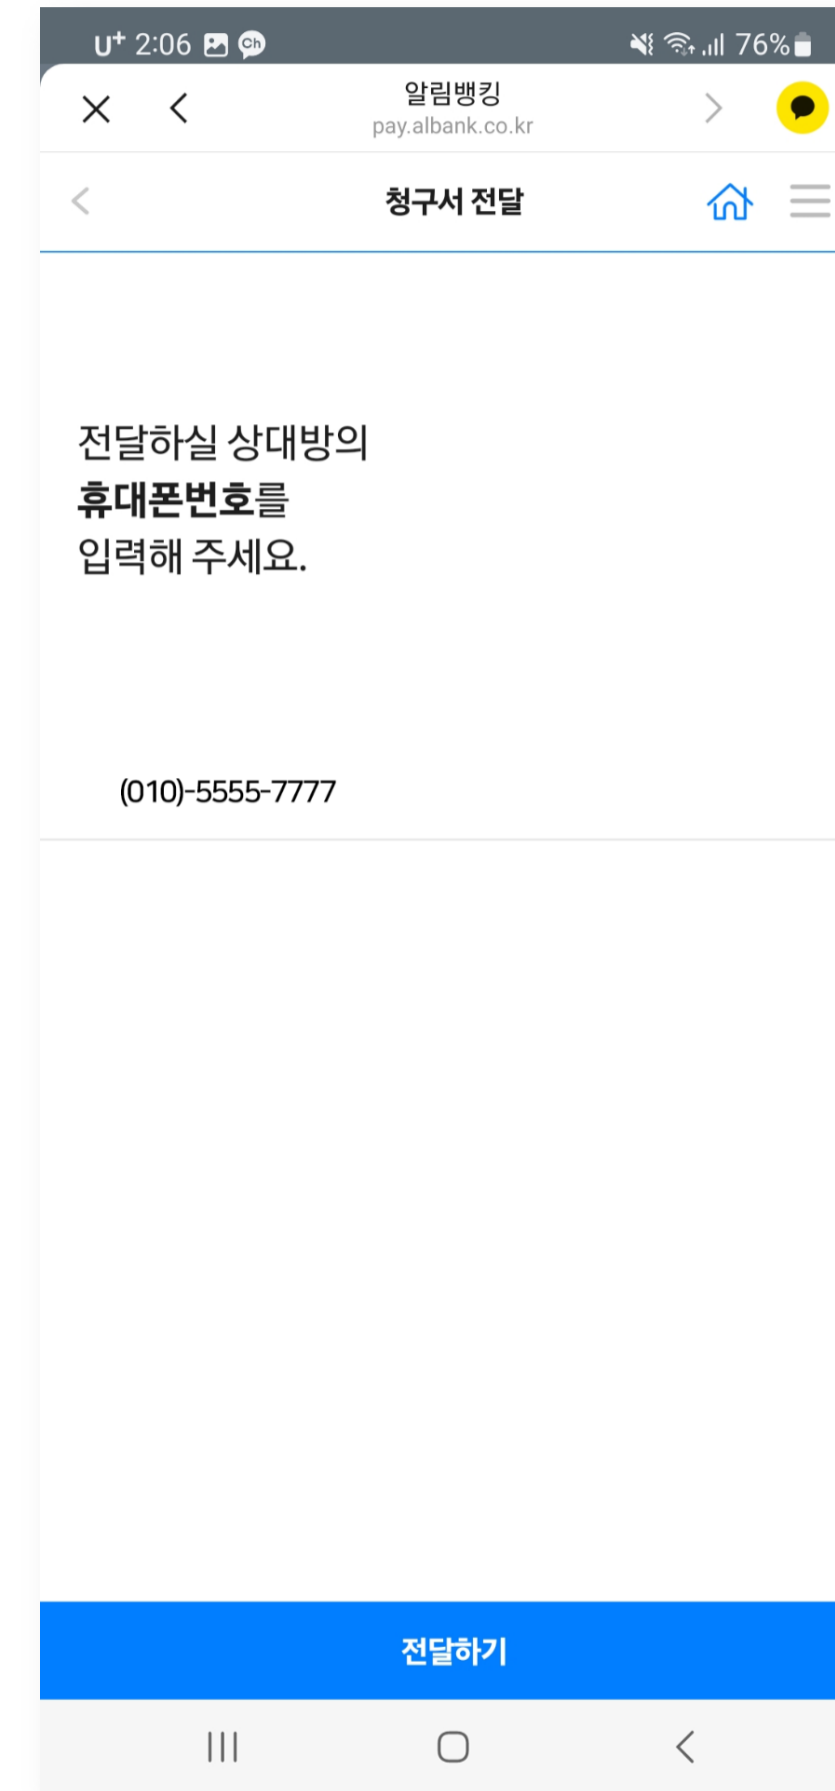 U+ 2:06 Ch 76%
알림뱅킹
pay.albank.co.kr
청구서 전달
전달하실 상대방의
휴대폰번호를
입력해 주세요.
(010)-5555-7777
전달하기